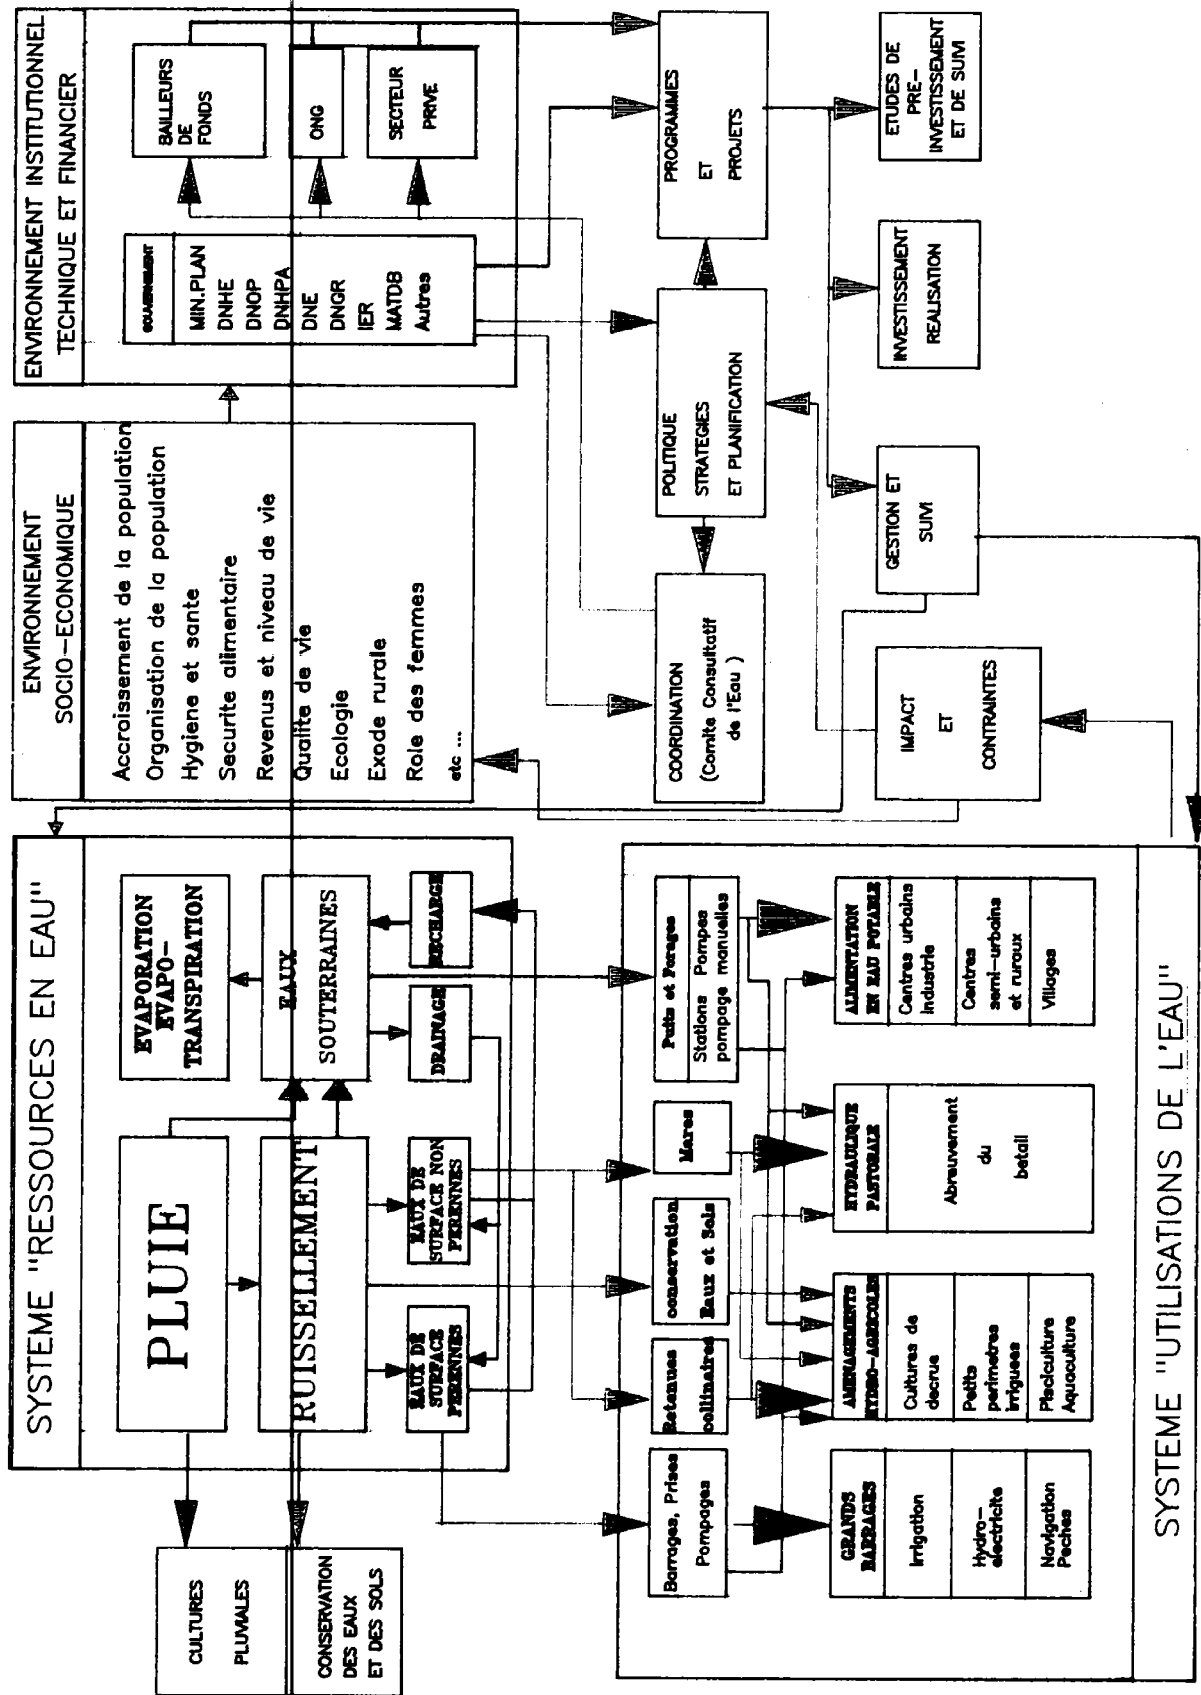 SYSTEME "RESSOURCES EN EAU"
PLUIE
EVAPORATION
EVAPO-
TRANSPIRATION
RUISSELLEMENT
EAUX
SOUTERRAINES
EAUX DE
SURFACE
PERENNES
EAUX DE
SURFACE NON
PERENNES
DRAINAGE
RECHARGE
CULTURES
PLUVIALES
CONSERVATION
DES EAUX
ET DES SOLS
ENVIRONNEMENT
SOCIO-ECONOMIQUE
Accroissement de la population
Organisation de la population
Hygiene et sante
Securite alimentaire
Revenus et niveau de vie
Qualite de vie
Ecologie
Exode rurale
Role des femmes
etc ...
ENVIRONNEMENT INSTITUTIONNEL
TECHNIQUE ET FINANCIER
GOUVERNEMENT
MIN.PLAN
DNHE
DNOP
DNHPA
DNE
DNGR
IER
MATDB
Autres
BAILLEURS
DE
FONDS
ONG
SECTEUR
PRIVE
COORDINATION
(Comite Consultatif
de l'Eau )
POLITIQUE
STRATEGIES
ET PLANIFICATION
PROGRAMMES
ET
PROJETS
IMPACT
ET
CONTRAINTES
GESTION ET
SUIVI
INVESTISSEMENT
REALISATION
ETUDES DE
PRE-
INVESTISSEMENT
ET DE SUIVI
Barrages, Prises
Pompages
Retenues
collinaires
conservation
Eaux et Sols
Mares
Puits et Forages
Stations Pompes
pompage manuelles
GRANDS
BARRAGES
Irrigation
Hydro-
electricite
Navigation
Peches
AMENAGEMENTS
HYDRO-AGRICOLES
Cultures de
decrue
Petits
perimetres
irriguees
Pisciculture
Aquaculture
HYDRAULIQUE
PASTORALE
Abreuvement
du
betail
ALIMENTATION
EN EAU POTABLE
Centres urbains
Industrie
Centres
semi-urbains
et ruraux
Villages
SYSTEME "UTILISATIONS DE L'EAU"